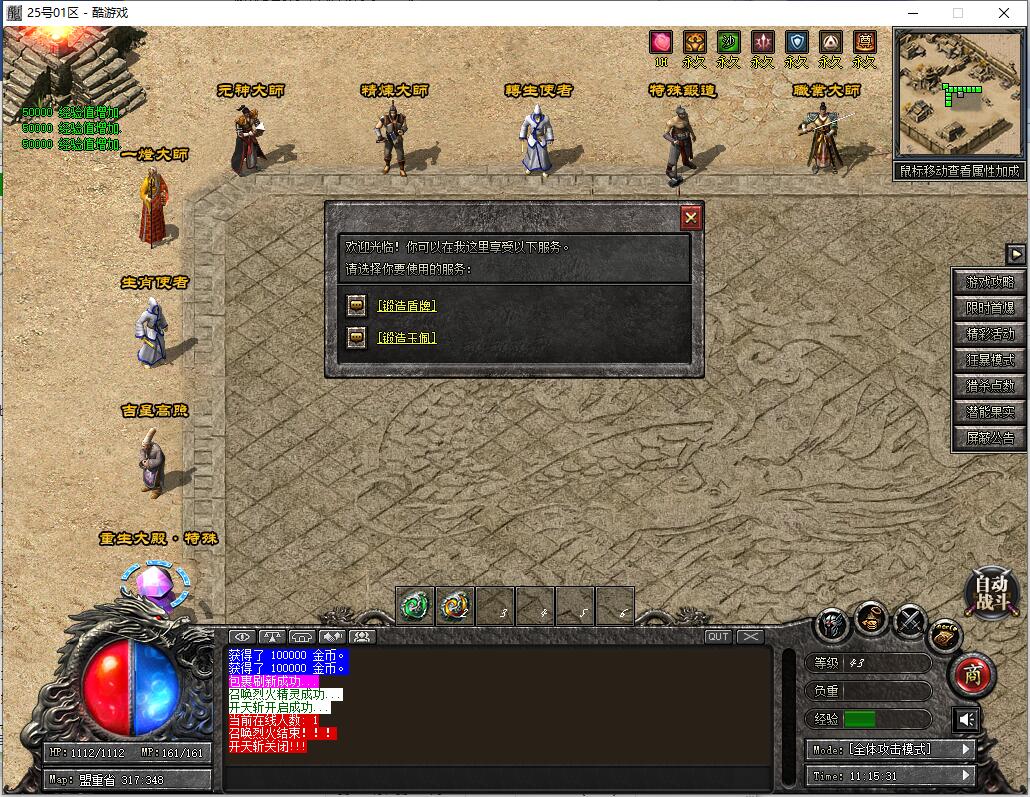 25号01区 - 酷游戏
1H 永久 永久 永久 永久 永久 永久
元神大師 精煉大師 轉生使者 特殊鍛造 職業大師
50000 经验值增加.
50000 经验值增加.
50000 经验值增加.
一燈大師
鼠标移动查看属性加成
欢迎光临! 你可以在我这里享受以下服务。
请选择你要使用的服务:
[锻造盾牌]
[锻造玉佩]
生肖使者
游戏攻略
限时首爆
精彩活动
狂暴模式
猎杀点数
潜能果实
屏蔽公告
吉星高照
重生大殿·特殊
自动
战斗
2 3 4 5 6
OUT
获得了 100000 金币。
获得了 100000 金币。
包裹刷新成功...
召唤烈火精灵成功...
开天斩开启成功...
当前在线人数: 1
召唤烈火结束!!!
开天斩关闭!!!
等级 43
负重
经验
商
HP: 1112/1112 MP: 161/161
Map: 盟重省 317:348
Mode: [全体攻击模式]
Time: 11:15:31